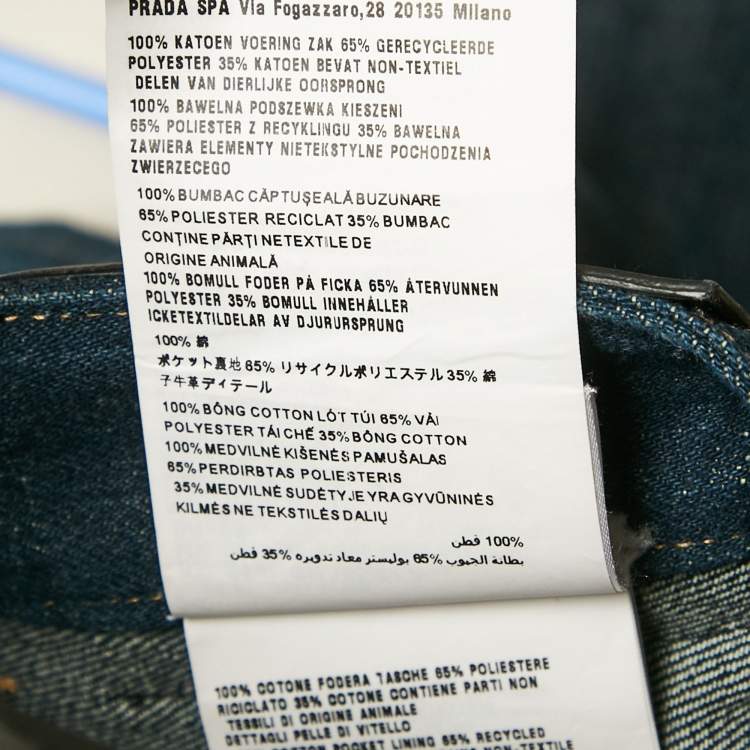 PRADA SPA Via Fogazzaro,28 20135 Milano
100% KATOEN VOERING ZAK 65% GERECYCLEERDE
POLYESTER 35% KATOEN BEVAT NON-TEXTIEL
DELEN VAN DIERLIJKE OORSPRONG
100% BAWELNA PODSZEWKA KIESZENI
65% POLIESTER Z RECYKLINGU 35% BAWELNA
ZAWIERA ELEMENTY NIETEKSTYLNE POCHODZENIA
ZWIERZECEGO
100% BUMBAC CĂPTUŞEALĂ BUZUNARE
65% POLIESTER RECICLAT 35% BUMBAC
CONŢINE PĂRŢI NETEXTILE DE
ORIGINE ANIMALĂ
100% BOMULL FODER PÅ FICKA 65% ÅTERVUNNEN
POLYESTER 35% BOMULL INNEHÅLLER
ICKETEXTILDELAR AV DJURURSPRUNG
100% 綿
ポケット裏地 65% リサイクルポリエステル 35% 綿
子牛革ディテール
100% BÔNG COTTON LÓT TÚI 65% VẢI
POLYESTER TÁI CHẾ 35% BÔNG COTTON
100% MEDVILNĖ KIŠENĖS PAMUŠALAS
65% PERDIRBTAS POLIESTERIS
35% MEDVILNĖ SUDĖTYJE YRA GYVŪNINĖS
KILMĖS NE TEKSTILĖS DALIŲ
100% قطن
بطانة الجيوب 65% بوليستر معاد تدويره 35% قطن
100% COTONE FODERA TASCHE 65% POLIESTERE
RICICLATO 35% COTONE CONTIENE PARTI NON
TESSILI DI ORIGINE ANIMALE
DETTAGLI PELLE DI VITELLO
COTTON POCKET LINING 65% RECYCLED